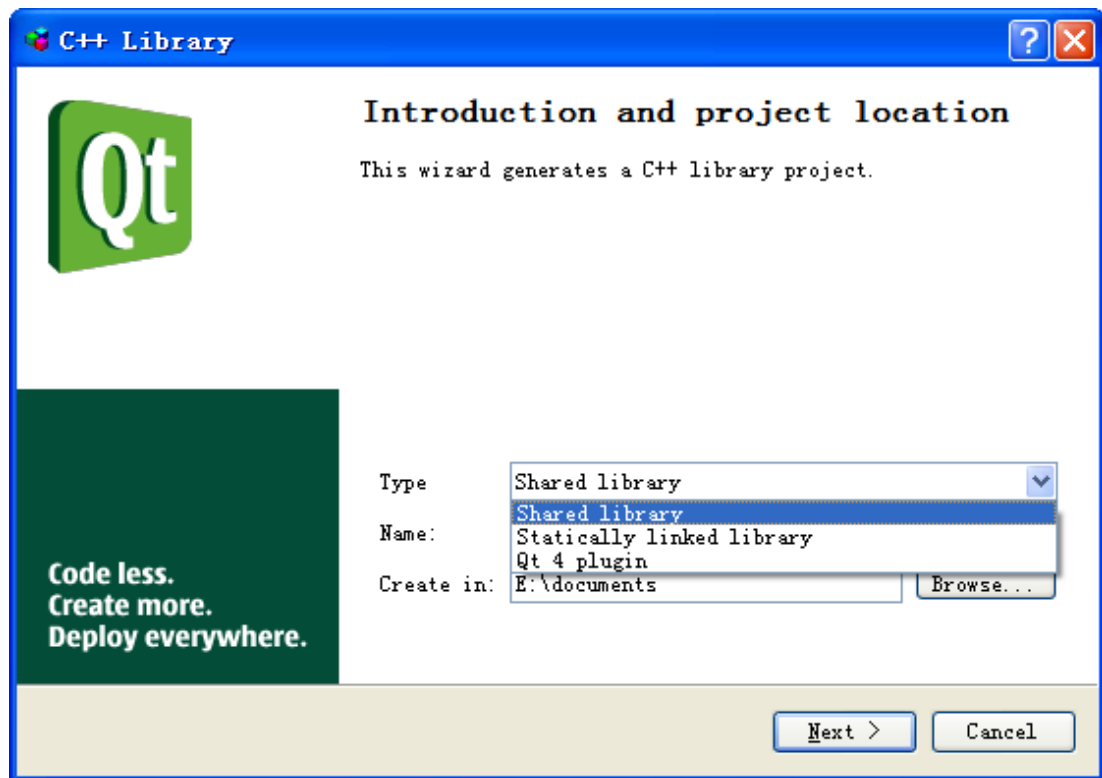 C++ Library
Qt
Introduction and project location
This wizard generates a C++ library project.
Type
Shared library
Shared library
Statically linked library
Qt 4 plugin
Name:
Create in:
E:\documents
Browse...
Code less.
Create more.
Deploy everywhere.
Next >
Cancel